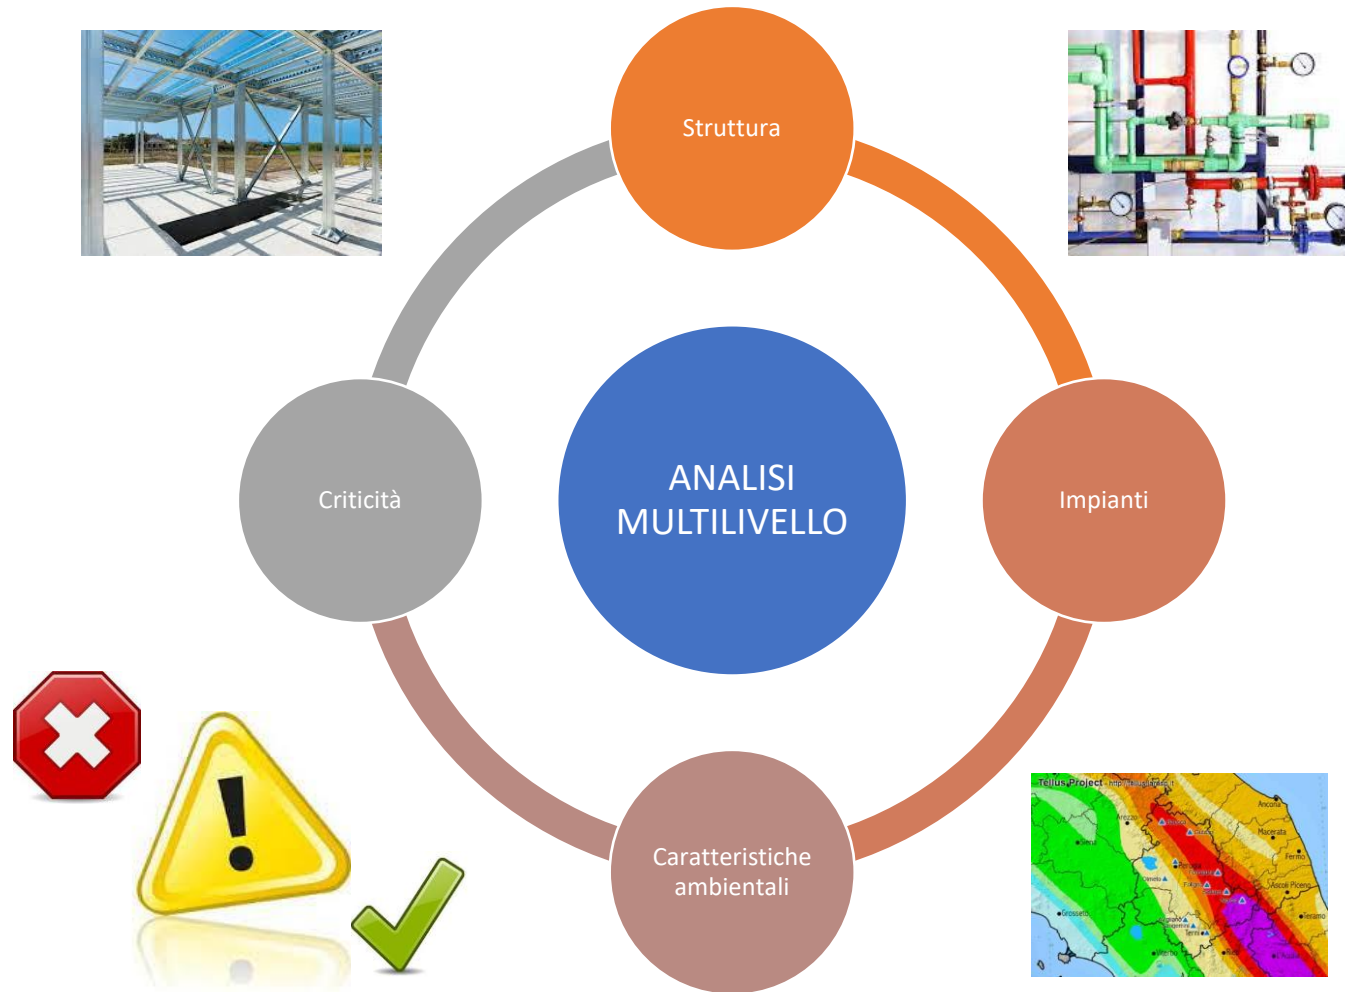 Struttura
ANALISI
MULTILIVELLO
Criticità
Impianti
Caratteristiche
ambientali
Tellus Project
Ancona
Arezzo
Macerata
Siena
Fermo
Perugia
Ascoli Piceno
Grosseto
Teramo
Terni
Viterbo